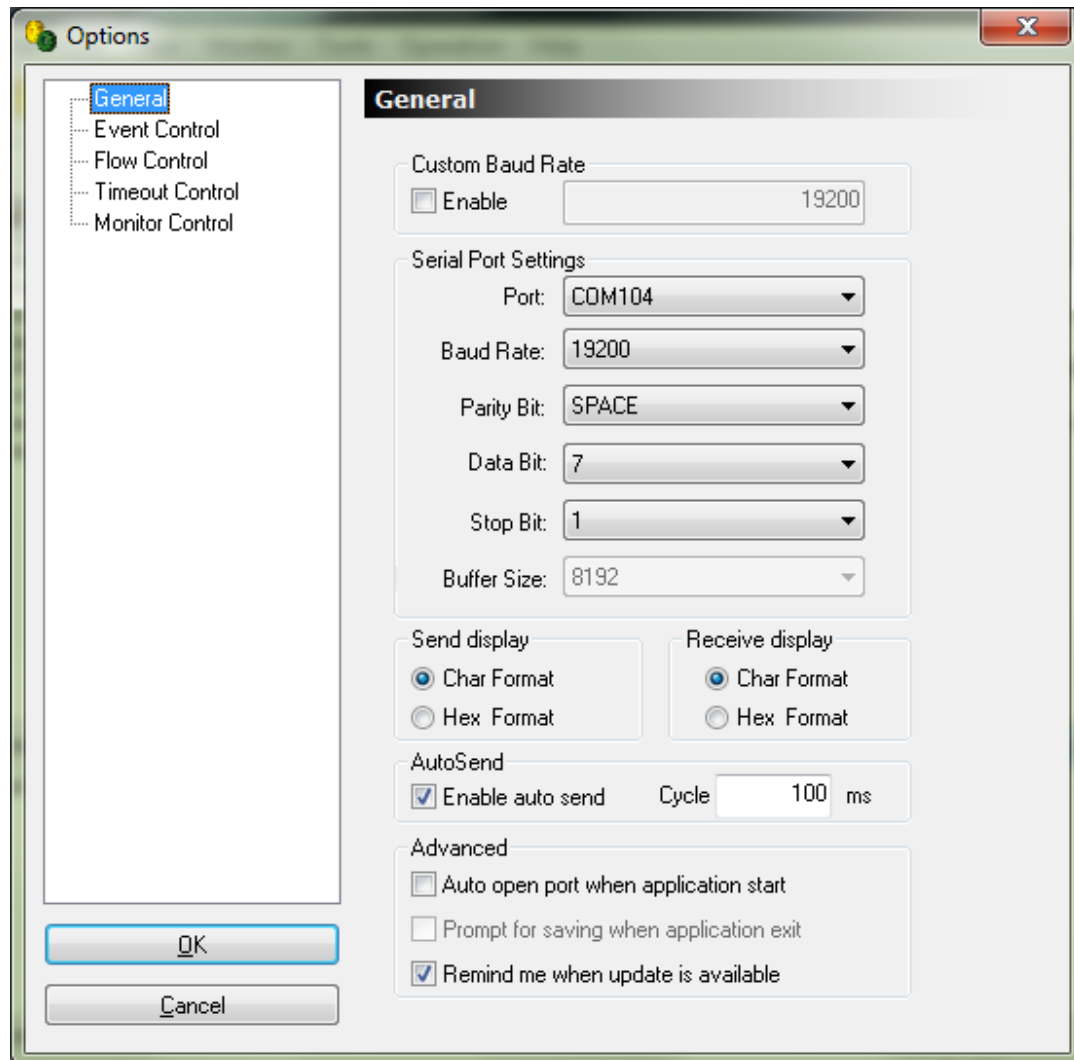 Options
General
Event Control
Flow Control
Timeout Control
Monitor Control
OK
Cancel
General
Custom Baud Rate
Enable 19200
Serial Port Settings
Port: COM104
Baud Rate: 19200
Parity Bit: SPACE
Data Bit: 7
Stop Bit: 1
Buffer Size: 8192
Send display
Char Format
Hex Format
Receive display
Char Format
Hex Format
AutoSend
Enable auto send Cycle 100 ms
Advanced
Auto open port when application start
Prompt for saving when application exit
Remind me when update is available